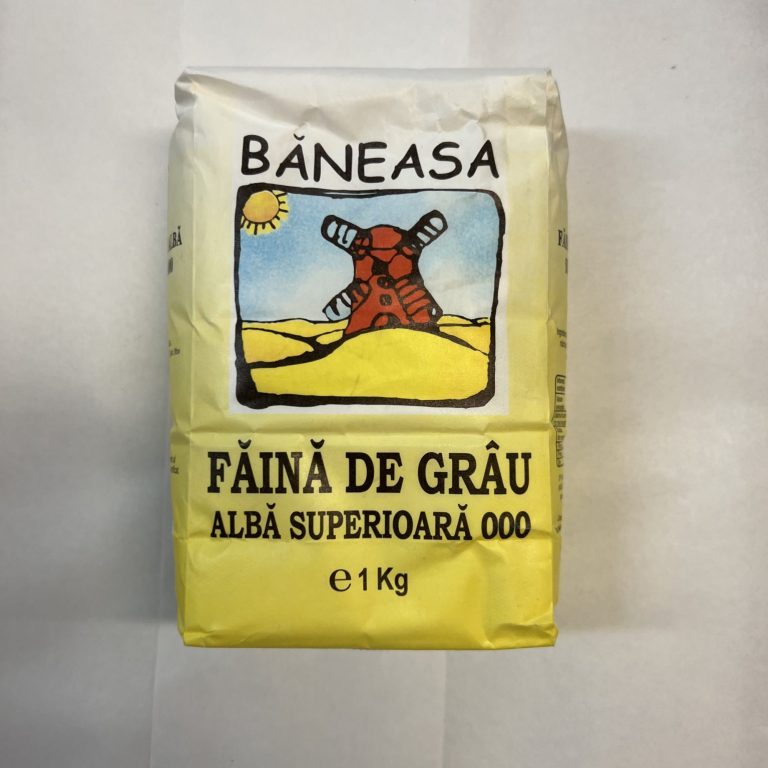 BĂNEASA
FĂINĂ DE GRÂU
ALBĂ SUPERIOARĂ 000
℮ 1 Kg